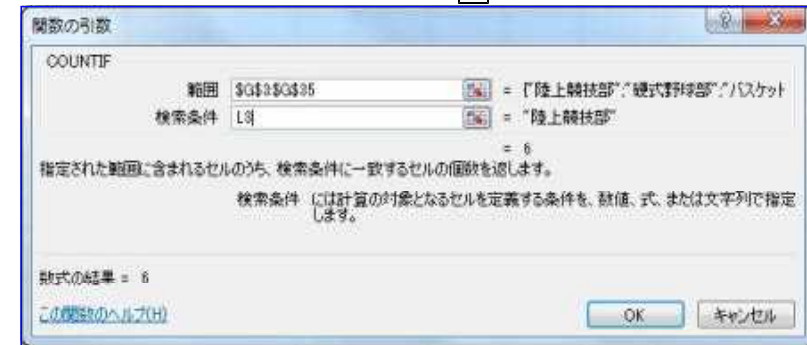 関数の引数
COUNTIF
範囲 $G$3:$G$35 = {"陸上競技部";"硬式野球部";"バスケット
検索条件 L3 = "陸上競技部"
= 6
指定された範囲に含まれるセルのうち、検索条件に一致するセルの個数を返します。
検索条件 には計算の対象となるセルを定義する条件を、数値、式、または文字列で指定
します。
数式の結果 = 6
この関数のヘルプ(H)
OK キャンセル